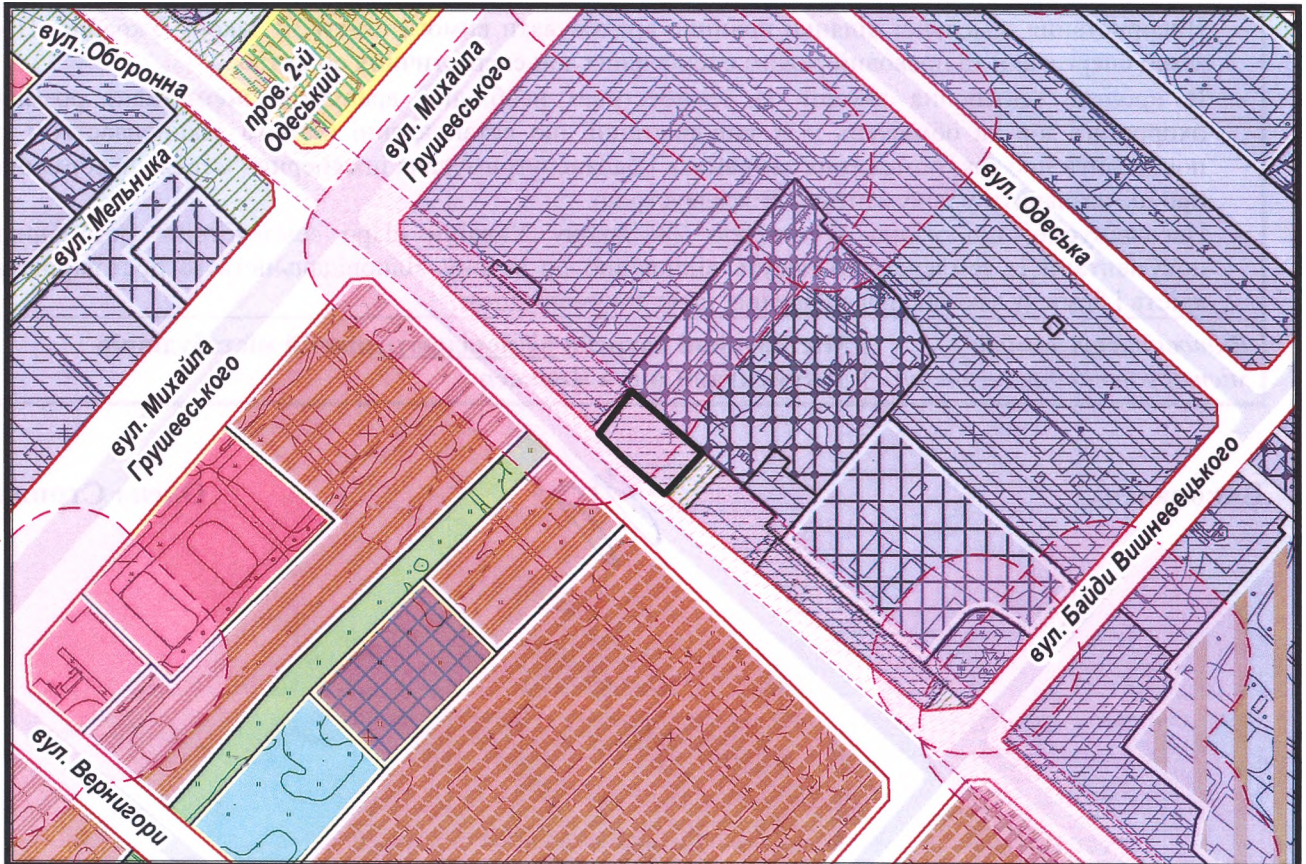 вул. Оборонна
пров. 2-й
Одеський
вул. Михайла
Грушевського
вул. Мельника
вул. Одеська
вул. Михайла
Грушевського
вул. Байди Вишневецького
вул. Вернигори